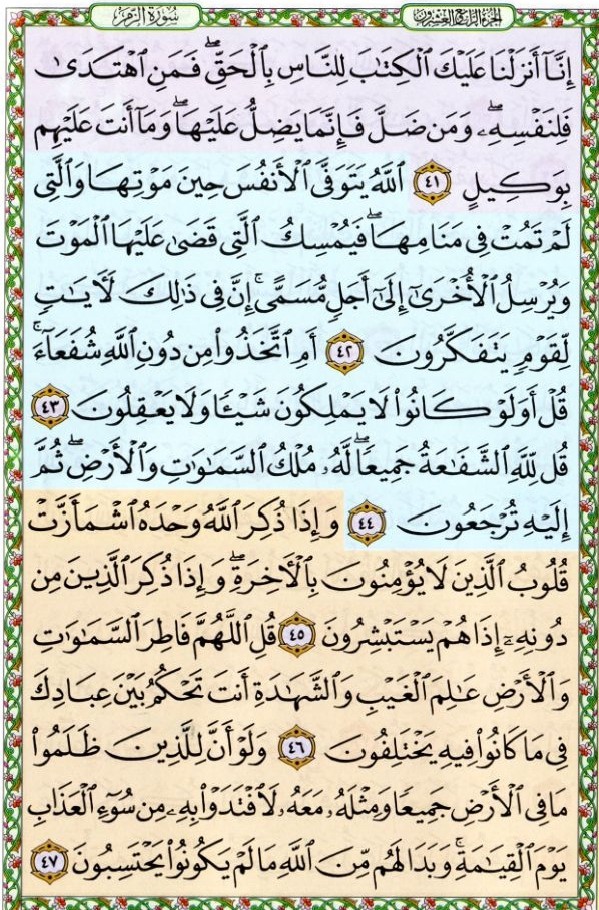 الجزء الرابع والعشرون
سورة الزمر
إِنَّآ أَنزَلْنَا عَلَيْكَ ٱلْكِتَٰبَ لِلنَّاسِ بِٱلْحَقِّ ۖ فَمَنِ ٱهْتَدَىٰ
فَلِنَفْسِهِۦ ۖ وَمَن ضَلَّ فَإِنَّمَا يَضِلُّ عَلَيْهَا ۖ وَمَآ أَنتَ عَلَيْهِم
بِوَكِيلٍ ٤١ ٱللَّهُ يَتَوَفَّى ٱلْأَنفُسَ حِينَ مَوْتِهَا وَٱلَّتِى
لَمْ تَمُتْ فِى مَنَامِهَا ۖ فَيُمْسِكُ ٱلَّتِى قَضَىٰ عَلَيْهَا ٱلْمَوْتَ
وَيُرْسِلُ ٱلْأُخْرَىٰٓ إِلَىٰٓ أَجَلٍ مُّسَمًّى ۚ إِنَّ فِى ذَٰلِكَ لَـَٔايَٰتٍ
لِّقَوْمٍ يَتَفَكَّرُونَ ٤٢ أَمِ ٱتَّخَذُوا۟ مِن دُونِ ٱللَّهِ شُفَعَآءَ ۚ
قُلْ أَوَلَوْ كَانُوا۟ لَا يَمْلِكُونَ شَيْـًٔا وَلَا يَعْقِلُونَ ٤٣
قُل لِّلَّهِ ٱلشَّفَٰعَةُ جَمِيعًا ۖ لَّهُۥ مُلْكُ ٱلسَّمَٰوَٰتِ وَٱلْأَرْضِ ۖ ثُمَّ
إِلَيْهِ تُرْجَعُونَ ٤٤ وَإِذَا ذُكِرَ ٱللَّهُ وَحْدَهُ ٱشْمَأَزَّتْ
قُلُوبُ ٱلَّذِينَ لَا يُؤْمِنُونَ بِٱلْـَٔاخِرَةِ ۖ وَإِذَا ذُكِرَ ٱلَّذِينَ مِن
دُونِهِۦٓ إِذَا هُمْ يَسْتَبْشِرُونَ ٤٥ قُلِ ٱللَّهُمَّ فَاطِرَ ٱلسَّمَٰوَٰتِ
وَٱلْأَرْضِ عَٰلِمَ ٱلْغَيْبِ وَٱلشَّهَٰدَةِ أَنتَ تَحْكُمُ بَيْنَ عِبَادِكَ
فِى مَا كَانُوا۟ فِيهِ يَخْتَلِفُونَ ٤٦ وَلَوْ أَنَّ لِلَّذِينَ ظَلَمُوا۟
مَا فِى ٱلْأَرْضِ جَمِيعًا وَمِثْلَهُۥ مَعَهُۥ لَٱفْتَدَوْا۟ بِهِۦ مِن سُوٓءِ ٱلْعَذَابِ
يَوْمَ ٱلْقِيَٰمَةِ ۚ وَبَدَا لَهُم مِّنَ ٱللَّهِ مَا لَمْ يَكُونُوا۟ يَحْتَسِبُونَ ٤٧